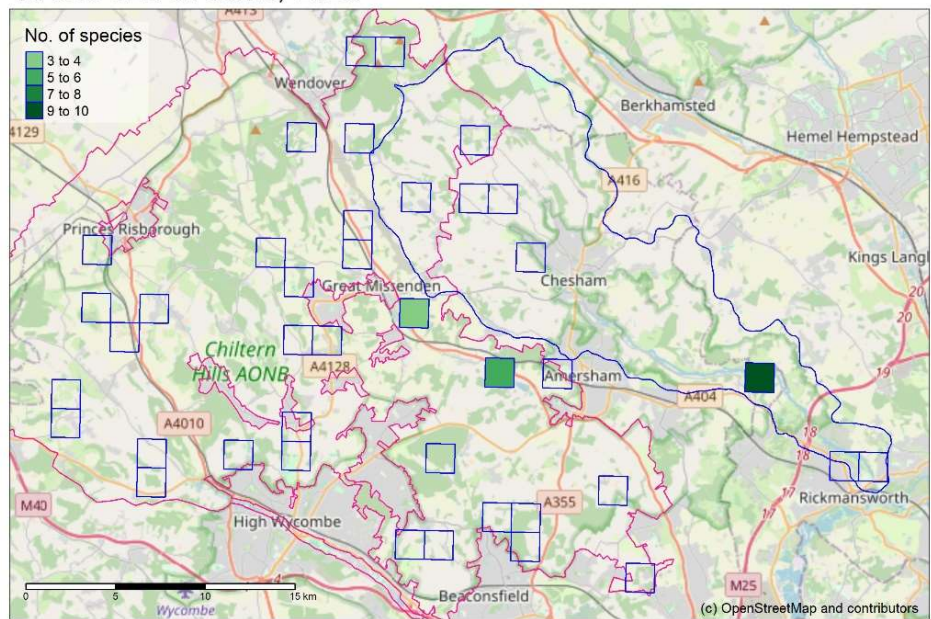 A413
No. of species
3 to 4
5 to 6
7 to 8
9 to 10
Wendover
Berkhamsted
4129
Hemel Hempstead
A416
Princes Risborough
Kings Langl
Chesham
Great Missenden
20
20
Chiltern
Hills AONB
A4128
Amersham
19
A404
A4010
18
18
17
17
Rickmansworth
M40
A355
High Wycombe
4
M25
0 5 10 15 km
Beaconsfield
Wycombe
(c) OpenStreetMap and contributors